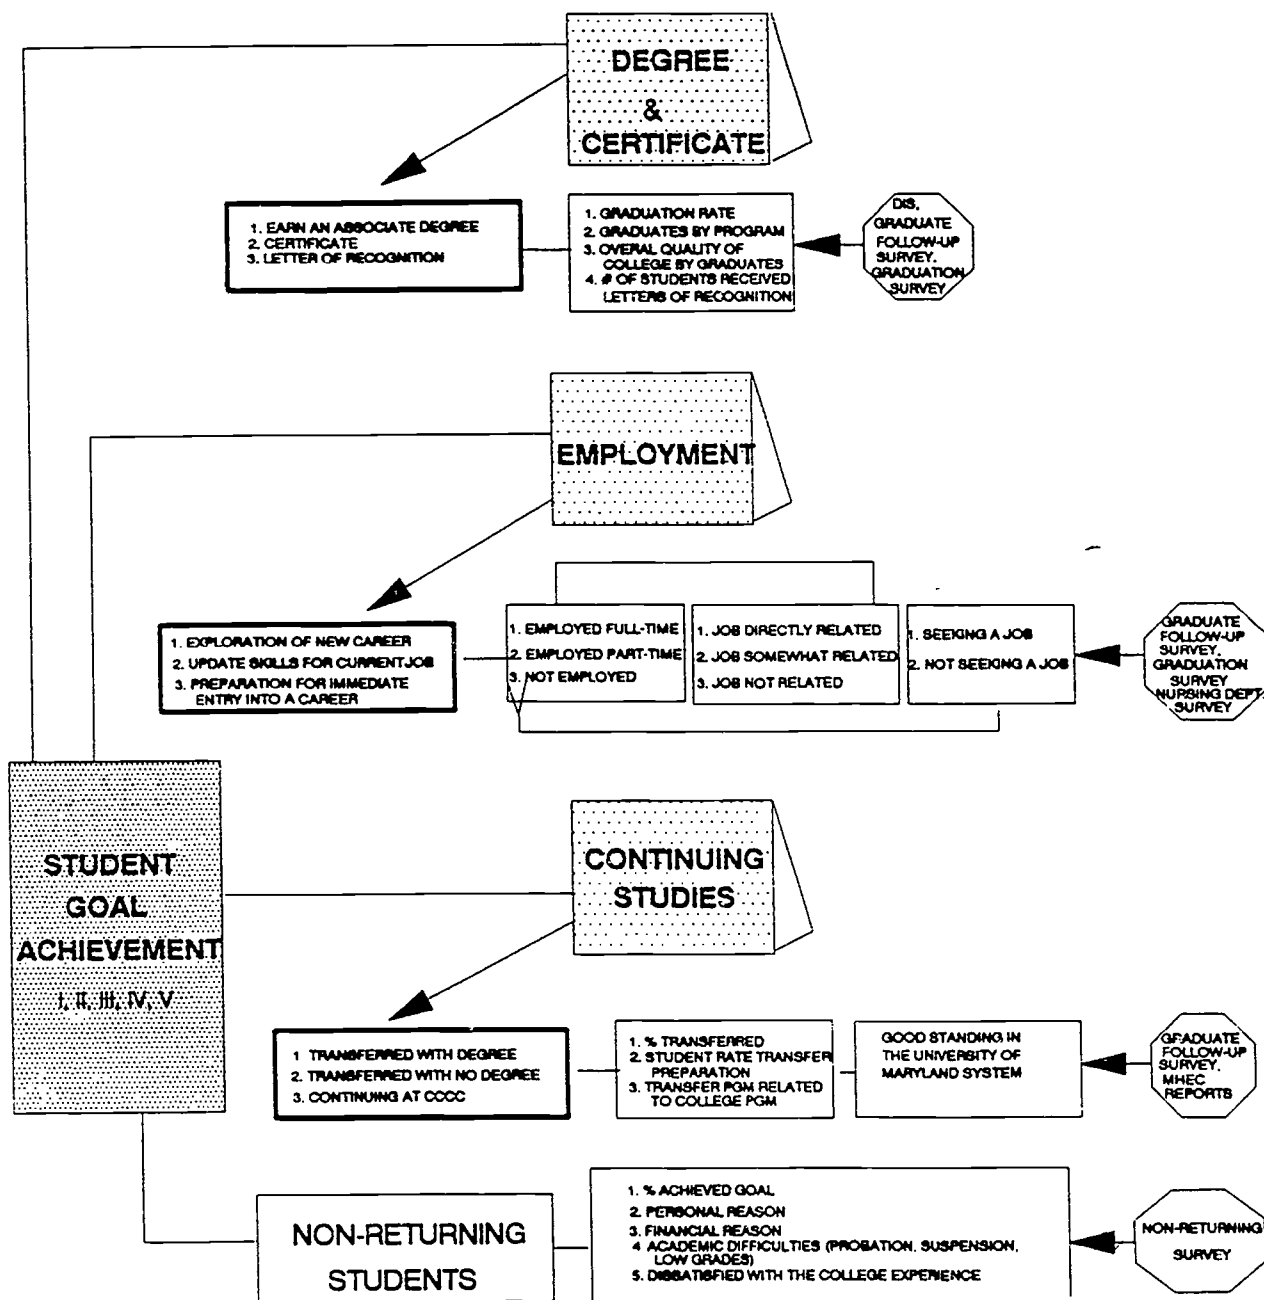 DEGREE
&
CERTIFICATE
1. EARN AN ASSOCIATE DEGREE
2. CERTIFICATE
3. LETTER OF RECOGNITION
1. GRADUATION RATE
2. GRADUATES BY PROGRAM
3. OVERAL QUALITY OF
COLLEGE BY GRADUATES
4. # OF STUDENTS RECEIVED
LETTERS OF RECOGNITION
DIS,
GRADUATE
FOLLOW-UP
SURVEY,
GRADUATION
SURVEY
EMPLOYMENT
1. EXPLORATION OF NEW CAREER
2. UPDATE SKILLS FOR CURRENT JOB
3. PREPARATION FOR IMMEDIATE
ENTRY INTO A CAREER
1. EMPLOYED FULL-TIME
2. EMPLOYED PART-TIME
3. NOT EMPLOYED
1. JOB DIRECTLY RELATED
2. JOB SOMEWHAT RELATED
3. JOB NOT RELATED
1. SEEKING A JOB
2. NOT SEEKING A JOB
GRADUATE
FOLLOW-UP
SURVEY,
GRADUATION
SURVEY
NURSING DEPT.
SURVEY
STUDENT
GOAL
ACHIEVEMENT
I, II, III, IV, V
CONTINUING
STUDIES
1 TRANSFERRED WITH DEGREE
2. TRANSFERRED WITH NO DEGREE
3. CONTINUING AT CCCC
1. % TRANSFERRED
2. STUDENT RATE TRANSFER
PREPARATION
3. TRANSFER PGM RELATED
TO COLLEGE PGM
GOOD STANDING IN
THE UNIVERSITY OF
MARYLAND SYSTEM
GRADUATE
FOLLOW-UP
SURVEY,
MHEC
REPORTS
NON-RETURNING
STUDENTS
1. % ACHIEVED GOAL
2. PERSONAL REASON
3. FINANCIAL REASON
4 ACADEMIC DIFFICULTIES (PROBATION, SUSPENSION,
LOW GRADES)
5. DISSATISFIED WITH THE COLLEGE EXPERIENCE
NON-RETURNING
SURVEY